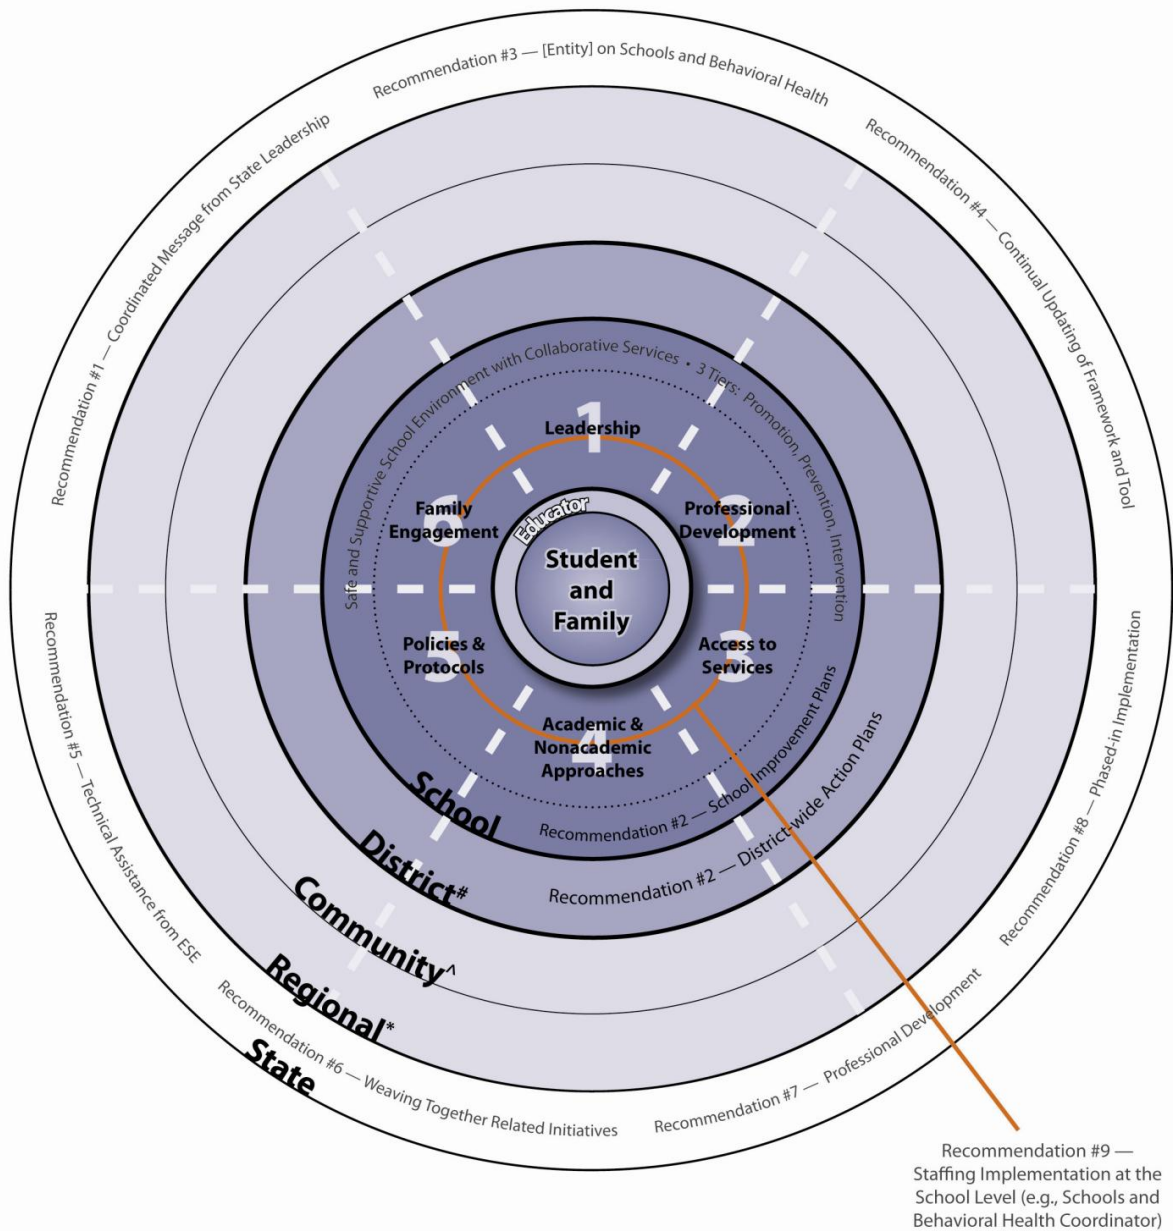 Recommendation #3 — [Entity] on Schools and Behavioral Health
Recommendation #1 — Coordinated Message from State Leadership
Recommendation #4 — Continual Updating of Framework and Tool
Safe and Supportive School Environment with Collaborative Services • 3 Tiers: Promotion, Prevention, Intervention
1
Leadership
6
Family
Engagement
2
Professional
Development
Educator
Student
and
Family
5
Policies &
Protocols
3
Access to
Services
4
Academic &
Nonacademic
Approaches
School
Recommendation #2 — School Improvement Plans
District#
Recommendation #2 — District-wide Action Plans
Community^
Regional*
State
Recommendation #5 — Technical Assistance from ESE
Recommendation #6 — Weaving Together Related Initiatives
Recommendation #7 — Professional Development
Recommendation #8 — Phased-in Implementation
Recommendation #9 —
Staffing Implementation at the
School Level (e.g., Schools and
Behavioral Health Coordinator)